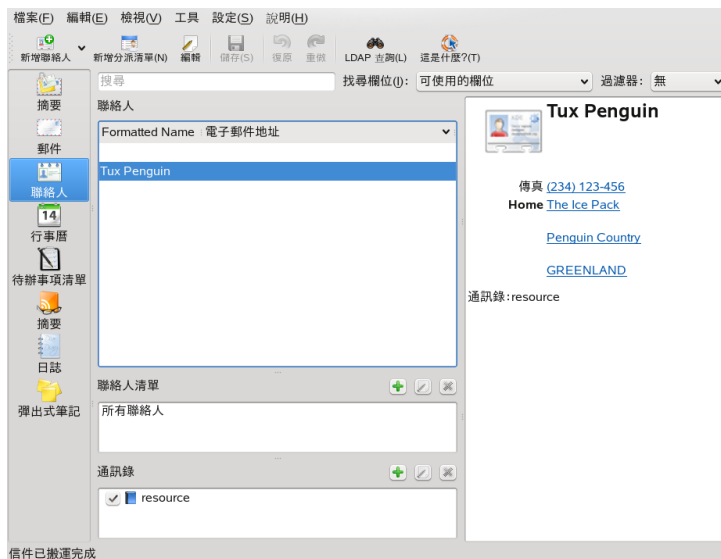 檔案(F) 編輯(E) 檢視(V) 工具 設定(S) 說明(H)
新增聯絡人 新增分派清單(N) 編輯 儲存(S) 復原 重做 LDAP 查詢(L) 這是什麼?(T)
搜尋 找尋欄位(I): 可使用的欄位 過濾器: 無
摘要
郵件
聯絡人
14
行事曆
待辦事項清單
摘要
日誌
彈出式筆記
聯絡人
Formatted Name 電子郵件地址
Tux Penguin
聯絡人清單
所有聯絡人
通訊錄
resource
Tux Penguin
傳真 (234) 123-456
Home The Ice Pack
Penguin Country
GREENLAND
通訊錄:resource
信件已搬運完成